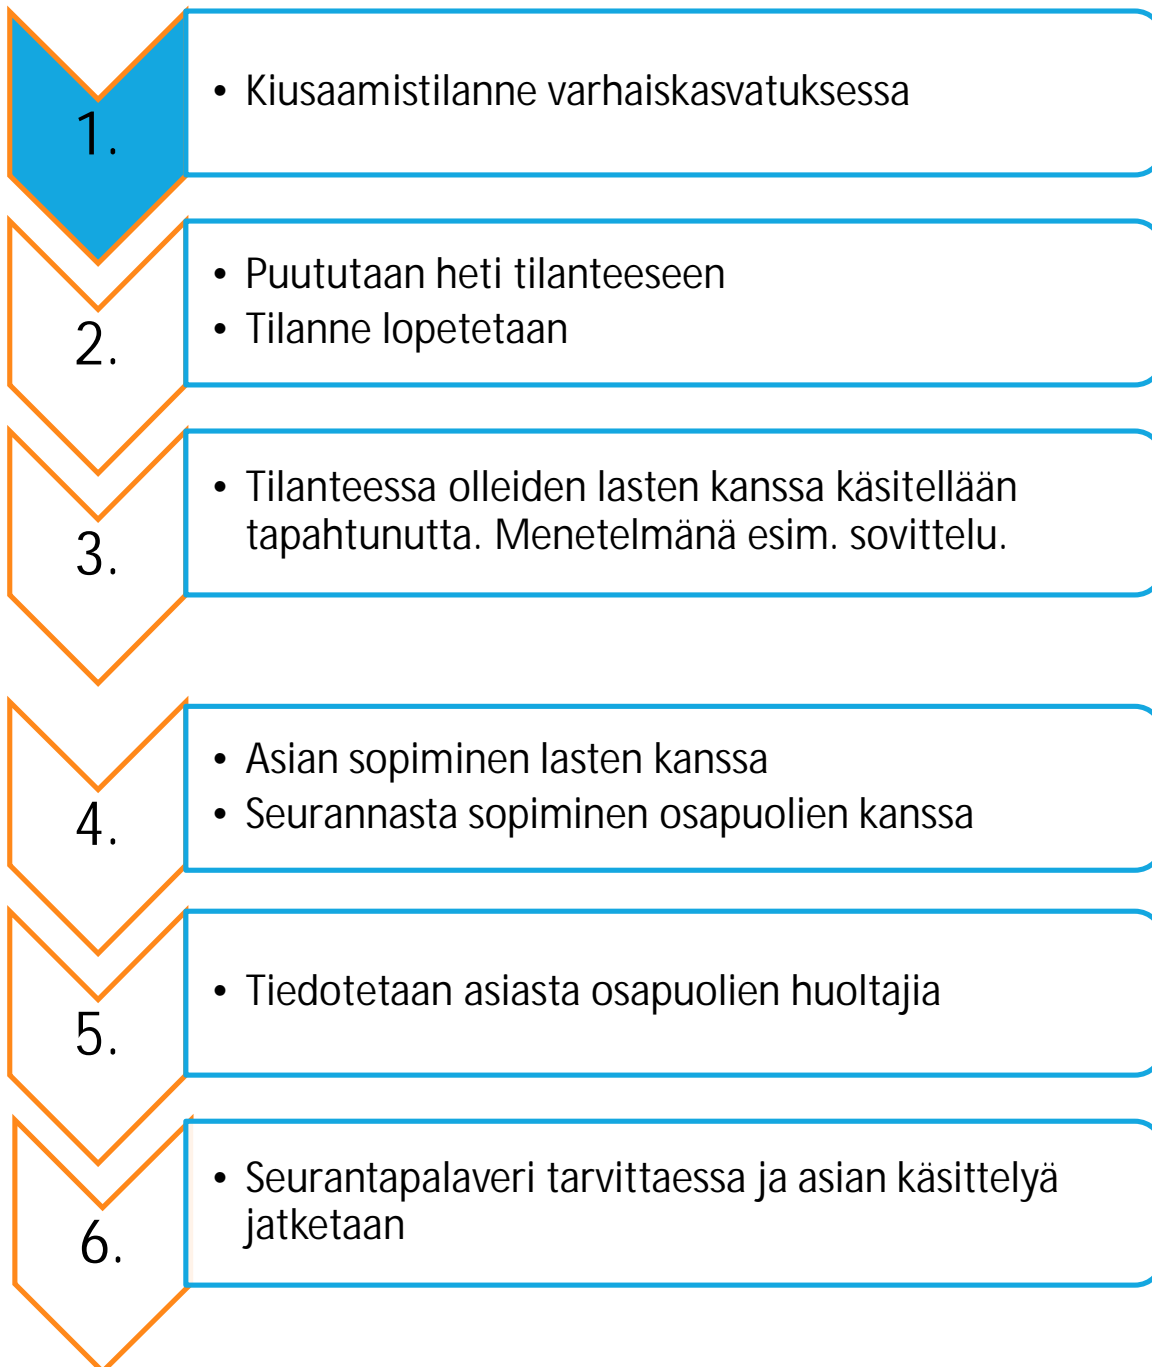 1.
• Kiusaamistilanne varhaiskasvatuksessa
2.
• Puututaan heti tilanteeseen
• Tilanne lopetetaan
3.
• Tilanteessa olleiden lasten kanssa käsitellään
tapahtunutta. Menetelmänä esim. sovittelu.
4.
• Asian sopiminen lasten kanssa
• Seurannasta sopiminen osapuolien kanssa
5.
• Tiedotetaan asiasta osapuolien huoltajia
6.
• Seurantapalaveri tarvittaessa ja asian käsittelyä
jatketaan